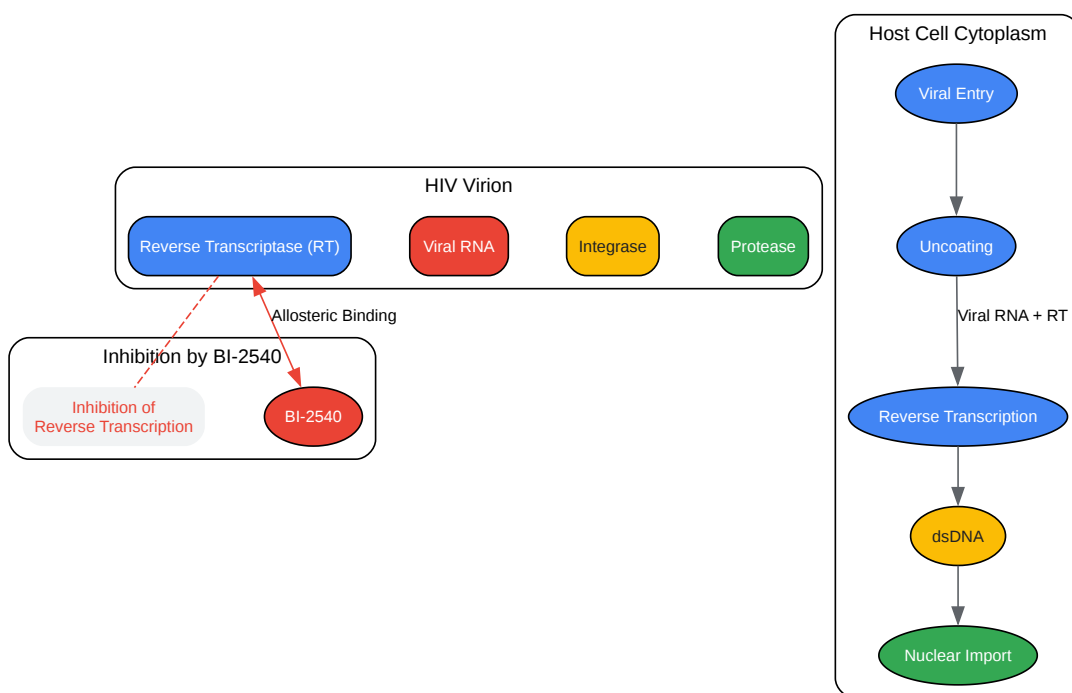 Host Cell Cytoplasm
Viral Entry
HIV Virion
Reverse Transcriptase (RT)
Viral RNA
Integrase
Protease
Uncoating
Allosteric Binding
Viral RNA + RT
Inhibition by BI-2540
Inhibition of
Reverse Transcription
BI-2540
Reverse Transcription
dsDNA
Nuclear Import